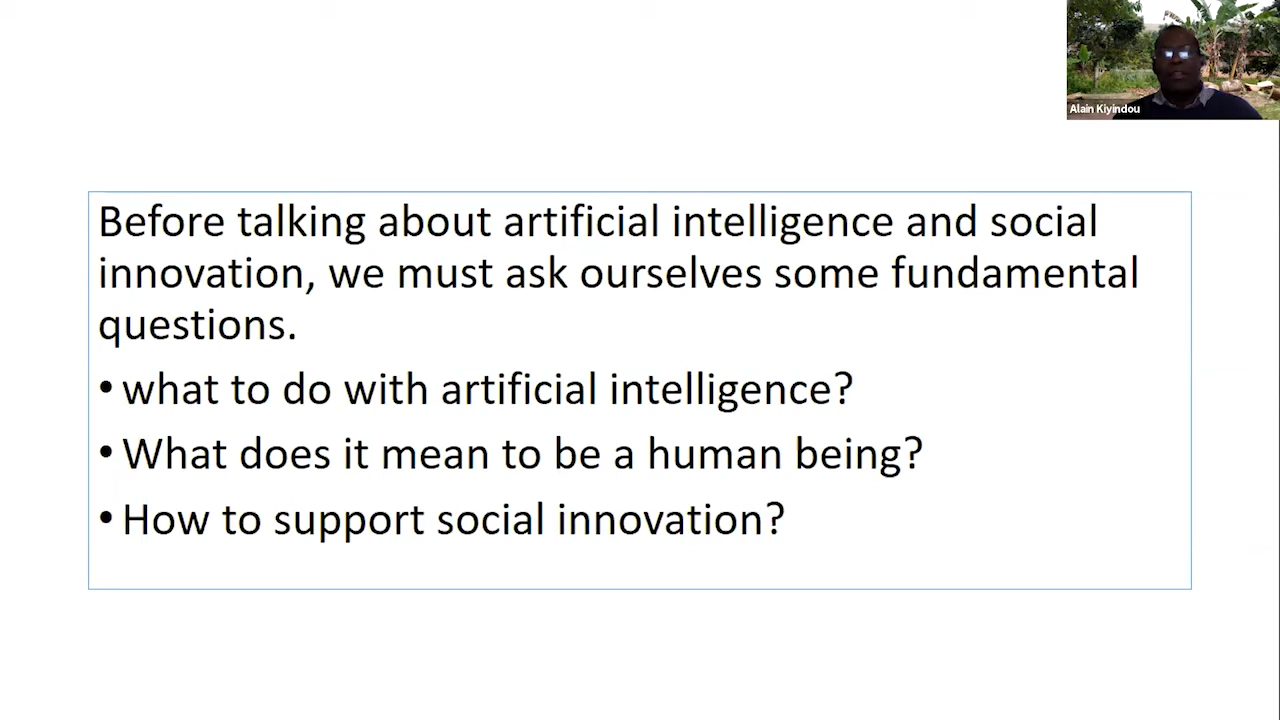 Alain Kiyindou
Before talking about artificial intelligence and social
innovation, we must ask ourselves some fundamental
questions.
• what to do with artificial intelligence?
• What does it mean to be a human being?
• How to support social innovation?